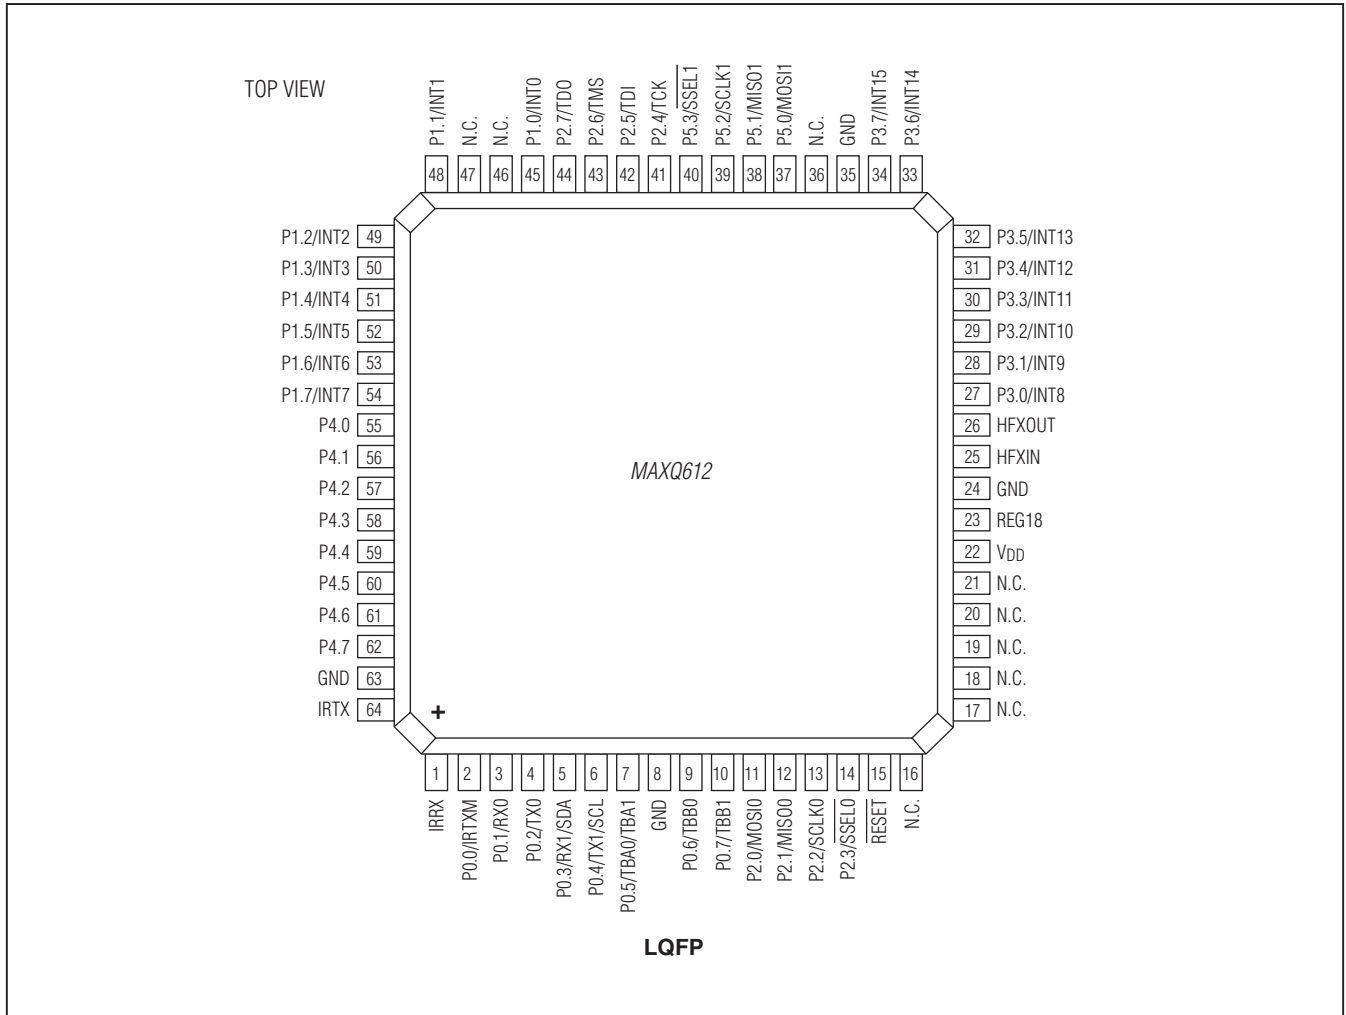 TOP VIEW
P1.1/INT1
N.C.
N.C.
P1.0/INT0
P2.7/TDO
P2.6/TMS
P2.5/TDI
P2.4/TCK
P5.3/SSEL1
P5.2/SCLK1
P5.1/MISO1
P5.0/MOSI1
N.C.
GND
P3.7/INT15
P3.6/INT14
48 47 46 45 44 43 42 41 40 39 38 37 36 35 34 33
P1.2/INT2 49
P1.3/INT3 50
P1.4/INT4 51
P1.5/INT5 52
P1.6/INT6 53
P1.7/INT7 54
P4.0 55
P4.1 56
P4.2 57
P4.3 58
P4.4 59
P4.5 60
P4.6 61
P4.7 62
GND 63
IRTX 64
+
MAXQ612
32 P3.5/INT13
31 P3.4/INT12
30 P3.3/INT11
29 P3.2/INT10
28 P3.1/INT9
27 P3.0/INT8
26 HFXOUT
25 HFXIN
24 GND
23 REG18
22 VDD
21 N.C.
20 N.C.
19 N.C.
18 N.C.
17 N.C.
1 2 3 4 5 6 7 8 9 10 11 12 13 14 15 16
IRRX
P0.0/IRTXM
P0.1/RX0
P0.2/TX0
P0.3/RX1/SDA
P0.4/TX1/SCL
P0.5/TBA0/TBA1
GND
P0.6/TBB0
P0.7/TBB1
P2.0/MOSI0
P2.1/MISO0
P2.2/SCLK0
P2.3/SSEL0
RESET
N.C.
LQFP